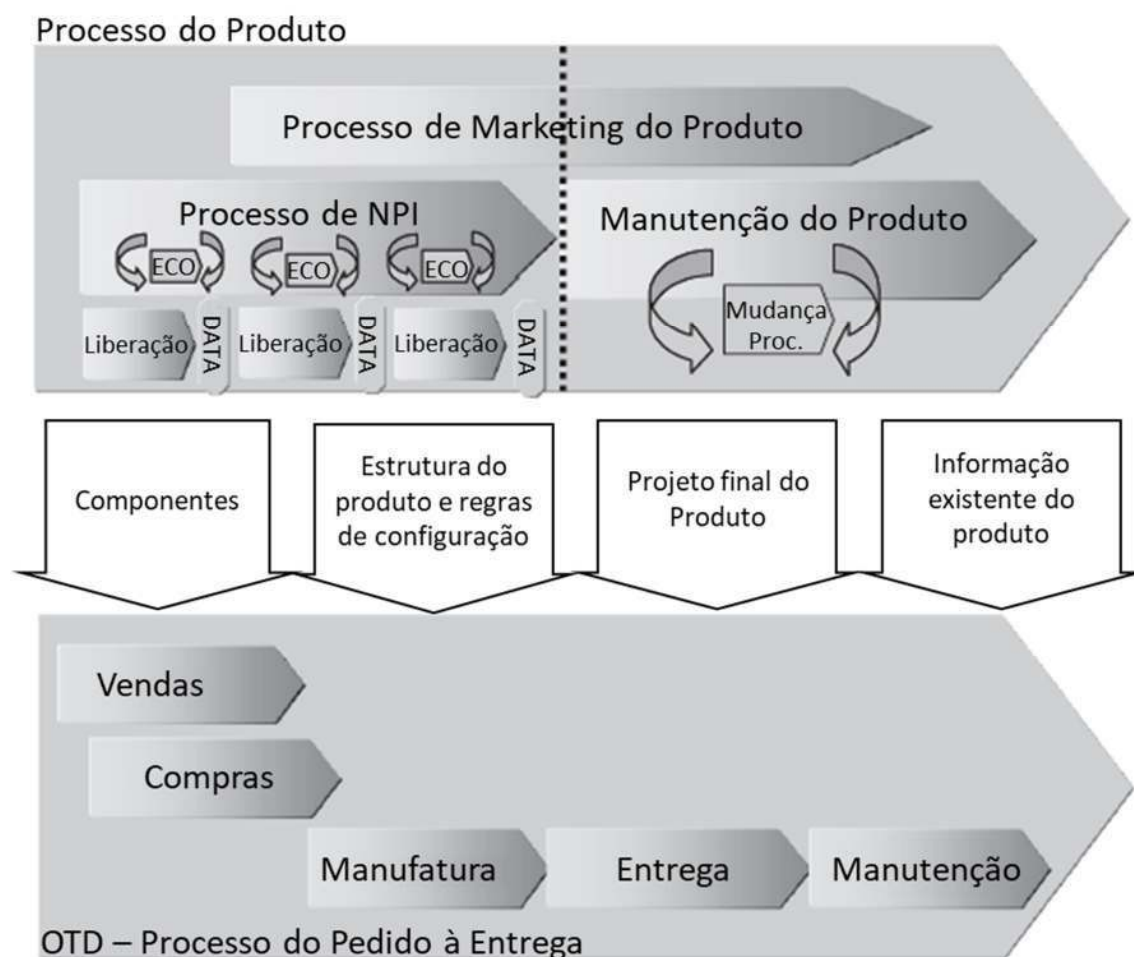 Processo do Produto
Processo de Marketing do Produto
Processo de NPI
ECO
ECO
ECO
Liberação
DATA
Liberação
DATA
Liberação
DATA
Manutenção do Produto
Mudança
Proc.
Componentes
Estrutura do
produto e regras
de configuração
Projeto final do
Produto
Informação
existente do
produto
Vendas
Compras
Manufatura
Entrega
Manutenção
OTD – Processo do Pedido à Entrega